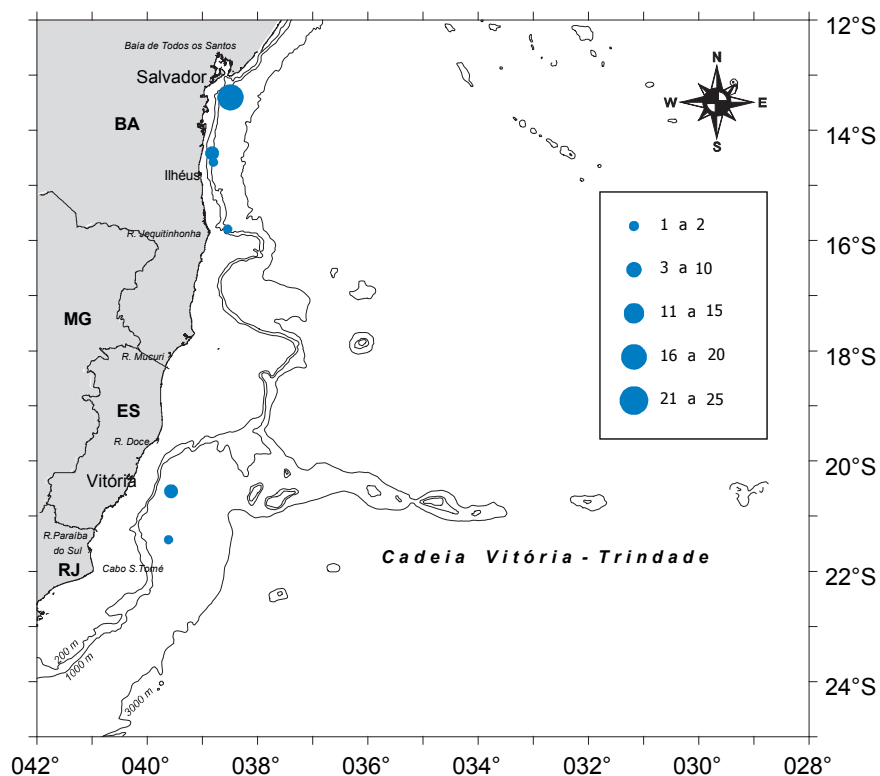 12°S
Baía de Todos os Santos
Salvador
N
W
E
S
BA
14°S
Ilhéus
1 a 2
R. Jequitinhonha
16°S
3 a 10
MG
11 a 15
R. Mucuri
18°S
16 a 20
ES
21 a 25
R. Doce
20°S
Vitória
R.Paraíba
do Sul
Cadeia Vitória - Trindade
RJ
Cabo S.Tomé
22°S
200 m
1000 m
3000 m
24°S
042°
040°
038°
036°
034°
032°
030°
028°